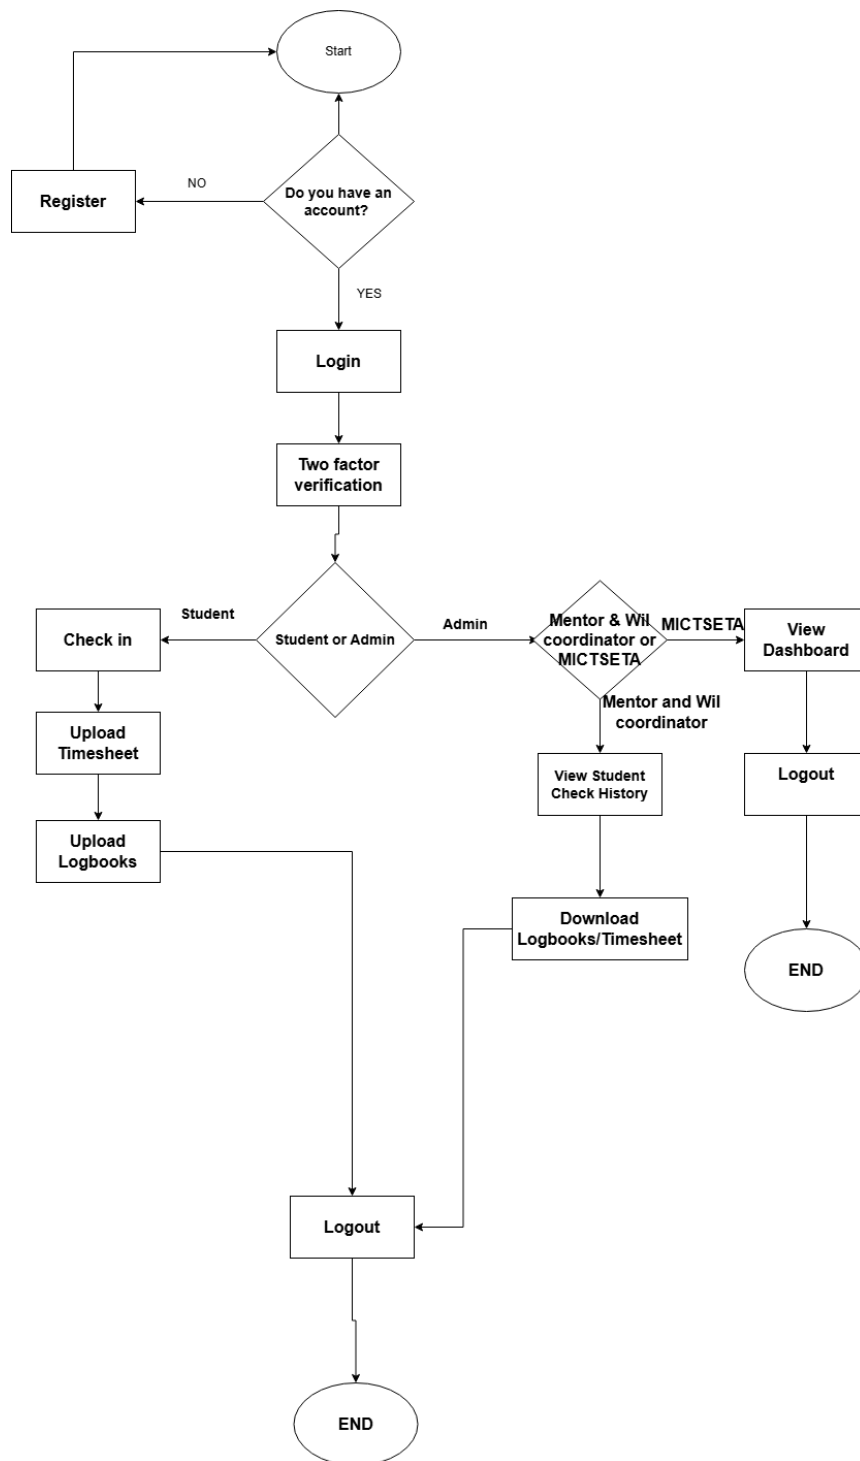 Start
Do you have an
account?
NO
Register
YES
Login
Two factor
verification
Student or Admin
Student
Check in
Upload
Timesheet
Upload
Logbooks
Admin
Mentor & Wil
coordinator or
MICTSETA
MICTSETA
View
Dashboard
Logout
END
Mentor and Wil
coordinator
View Student
Check History
Download
Logbooks/Timesheet
Logout
END